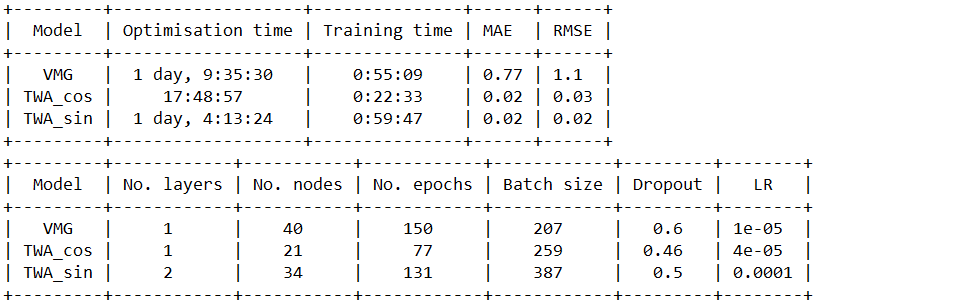 +---------+-------------------+---------------+------+------+
|  Model  | Optimisation time | Training time | MAE  | RMSE |
+---------+-------------------+---------------+------+------+
|   VMG   |  1 day, 9:35:30   |    0:55:09    | 0.77 | 1.1  |
| TWA_cos |     17:48:57      |    0:22:33    | 0.02 | 0.03 |
| TWA_sin |  1 day, 4:13:24   |    0:59:47    | 0.02 | 0.02 |
+---------+-------------------+---------------+------+------+
+---------+------------+-----------+------------+------------+---------+--------+
|  Model  | No. layers | No. nodes | No. epochs | Batch size | Dropout |   LR   |
+---------+------------+-----------+------------+------------+---------+--------+
|   VMG   |     1      |    40     |    150     |    207     |   0.6   | 1e-05  |
| TWA_cos |     1      |    21     |     77     |    259     |  0.46   | 4e-05  |
| TWA_sin |     2      |    34     |    131     |    387     |   0.5   | 0.0001 |
+---------+------------+-----------+------------+------------+---------+--------+